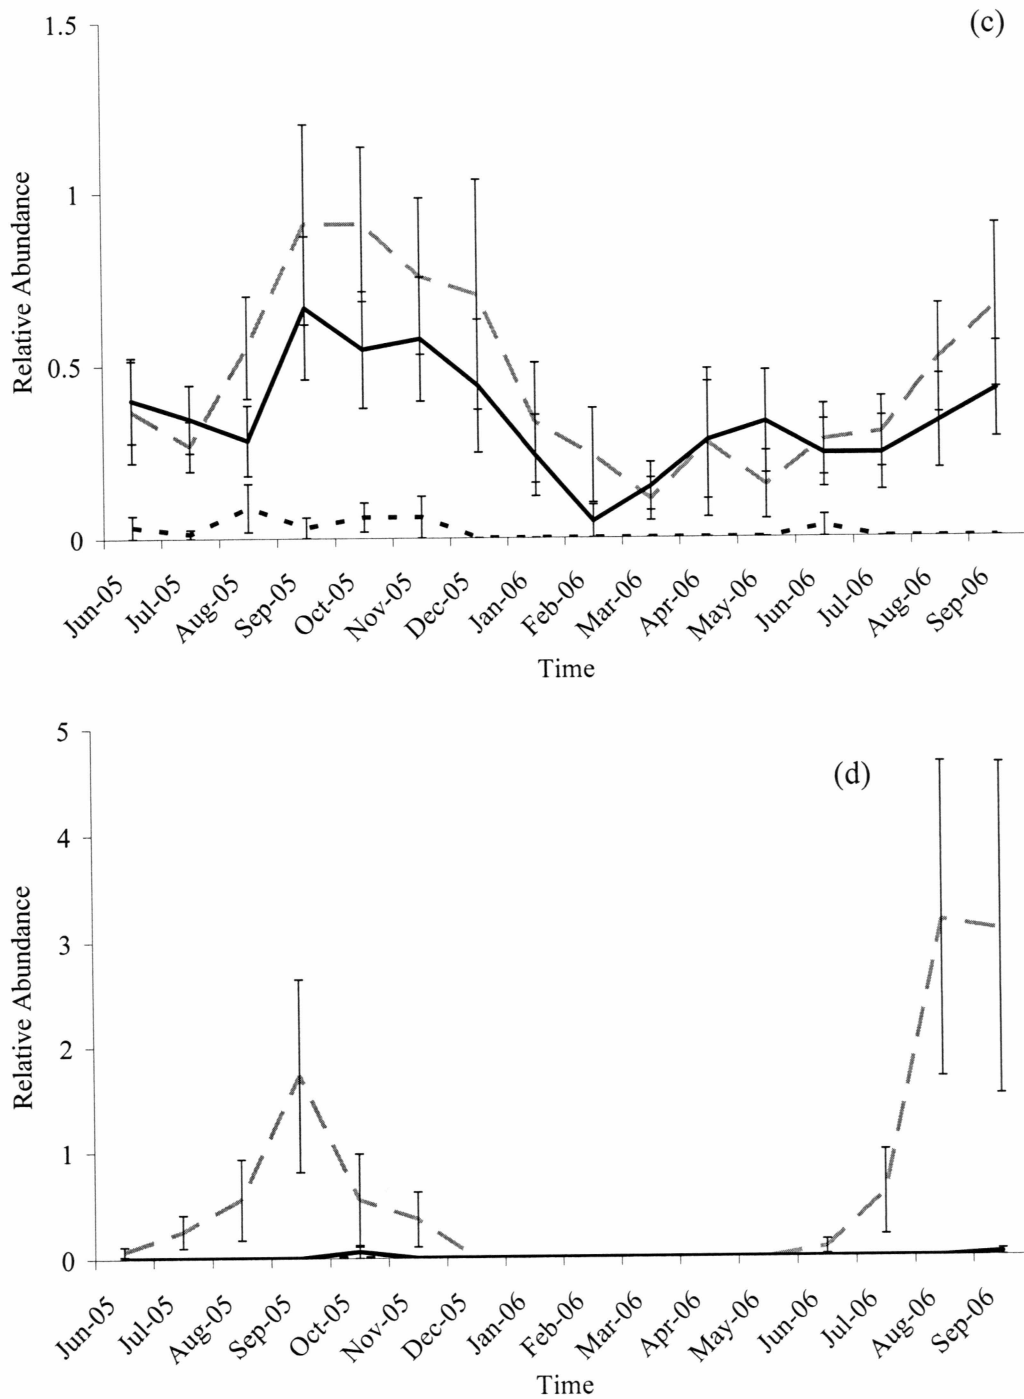 (c)
1.5
1
0.5
0
Relative Abundance
Jun-05
Jul-05
Aug-05
Sep-05
Oct-05
Nov-05
Dec-05
Jan-06
Feb-06
Mar-06
Apr-06
May-06
Jun-06
Jul-06
Aug-06
Sep-06
Time
(d)
5
4
3
2
1
0
Relative Abundance
Jun-05
Jul-05
Aug-05
Sep-05
Oct-05
Nov-05
Dec-05
Jan-06
Feb-06
Mar-06
Apr-06
May-06
Jun-06
Jul-06
Aug-06
Sep-06
Time